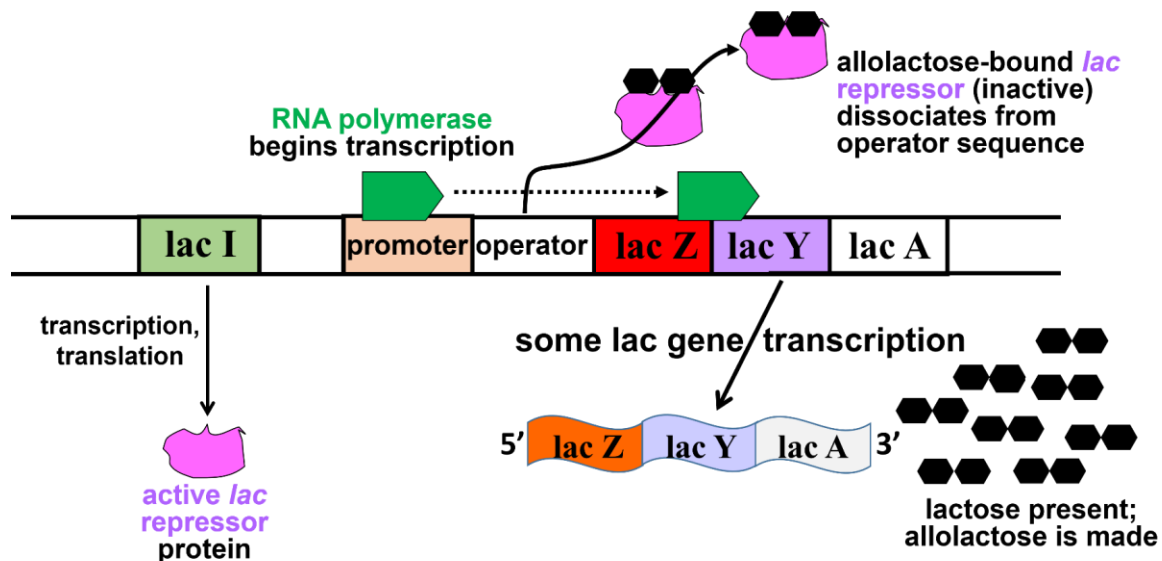 allolactose-bound lac
repressor (inactive)
dissociates from
operator sequence
RNA polymerase
begins transcription
lac I
promoter
operator
lac Z
lac Y
lac A
transcription,
translation
some lac gene transcription
5’
lac Z
lac Y
lac A
3’
active lac
repressor
protein
lactose present;
allolactose is made